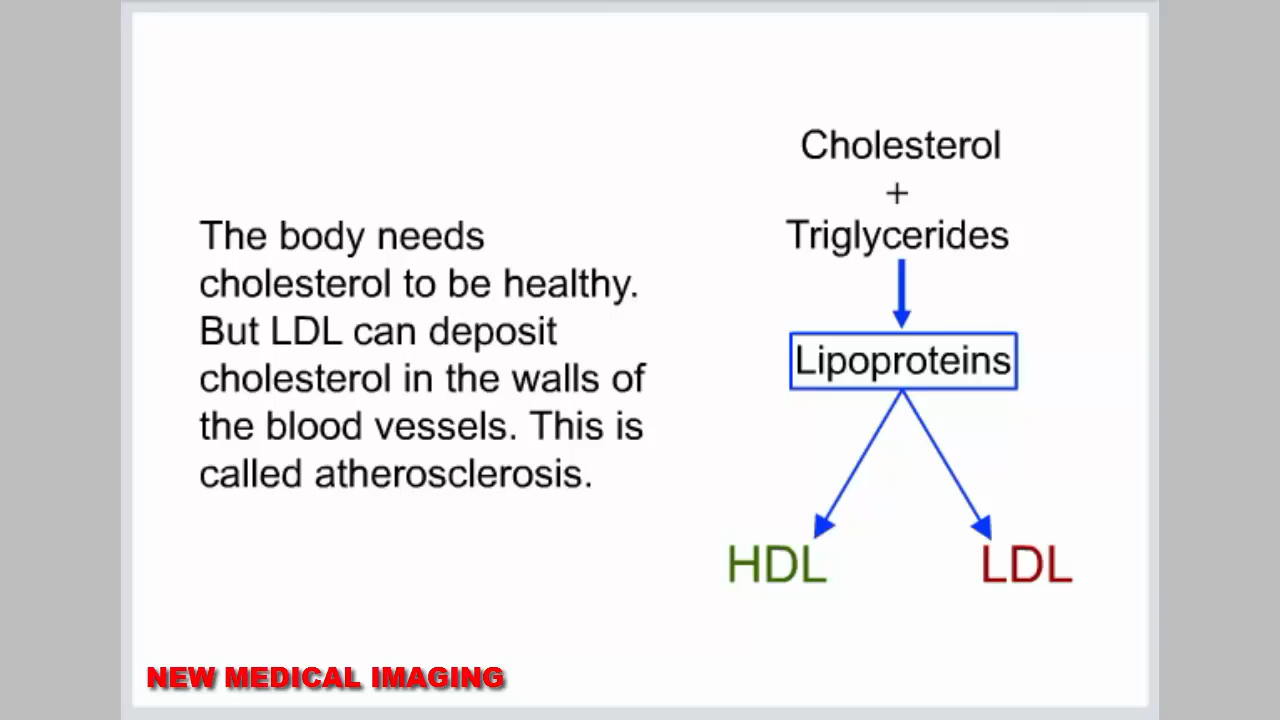 The body needs
cholesterol to be healthy.
But LDL can deposit
cholesterol in the walls of
the blood vessels. This is
called atherosclerosis.
Cholesterol
+
Triglycerides
Lipoproteins
HDL
LDL
NEW MEDICAL IMAGING